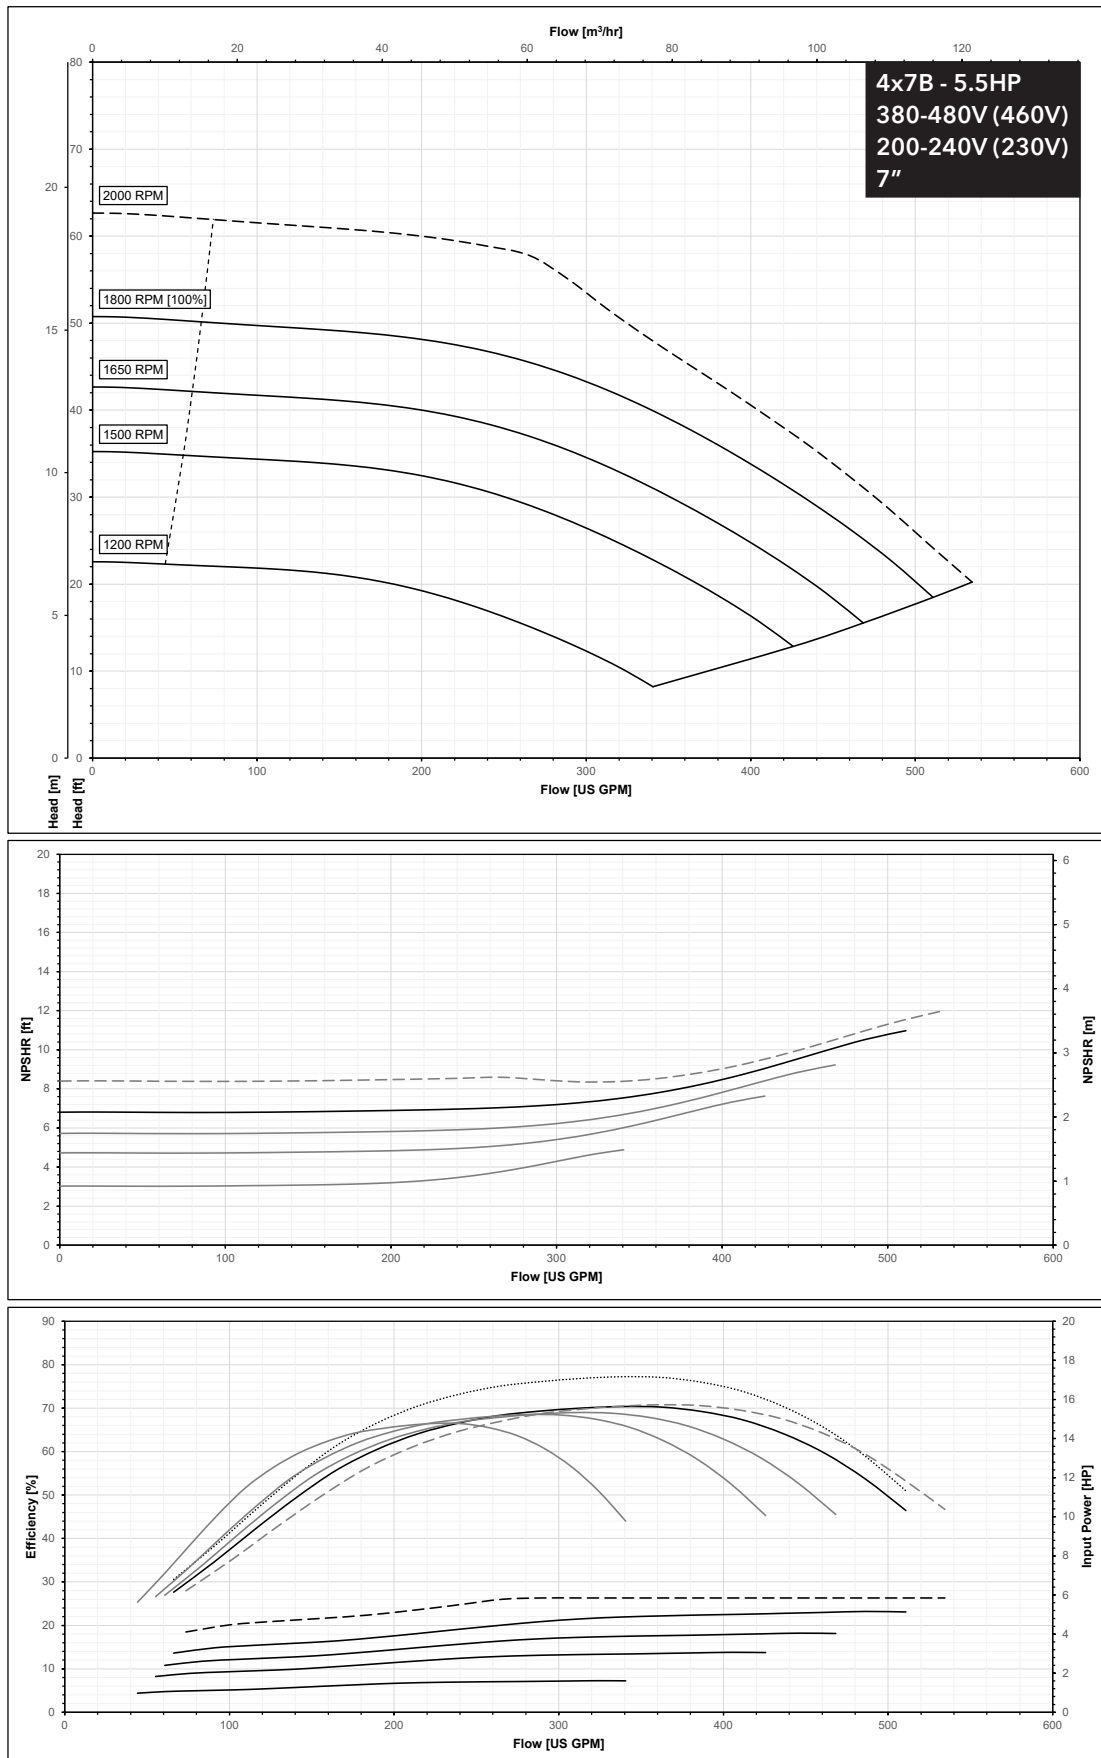 Flow [m³/hr]
0 20 40 60 80 100 120
4x7B - 5.5HP
380-480V (460V)
200-240V (230V)
7"
80
70
60
50
40
30
20
10
0
20
15
10
5
0
2000 RPM
1800 RPM [100%]
1650 RPM
1500 RPM
1200 RPM
0 100 200 300 400 500 600
Flow [US GPM]
Head [m]
Head [ft]
20
18
16
14
12
10
8
6
4
2
0
NPSHR [ft]
6
5
4
3
2
1
0
NPSHR [m]
0 100 200 300 400 500 600
Flow [US GPM]
90
80
70
60
50
40
30
20
10
0
Efficiency [%]
20
18
16
14
12
10
8
6
4
2
0
Input Power [HP]
0 100 200 300 400 500 600
Flow [US GPM]